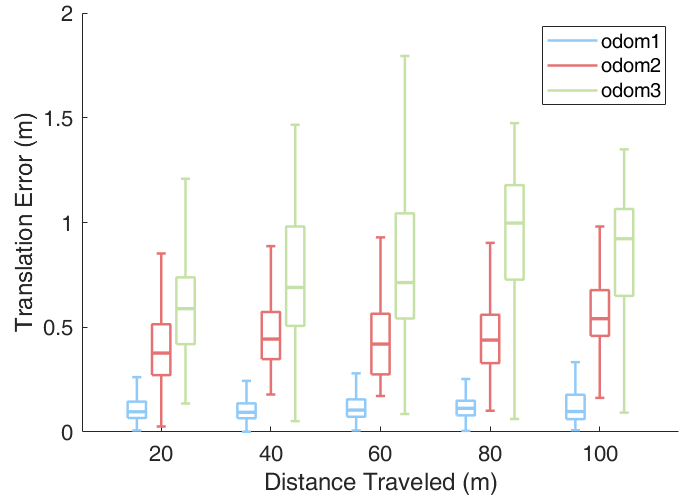 2
1.5
1
0.5
0
Translation Error (m)
odom1
odom2
odom3
20 40 60 80 100
Distance Traveled (m)